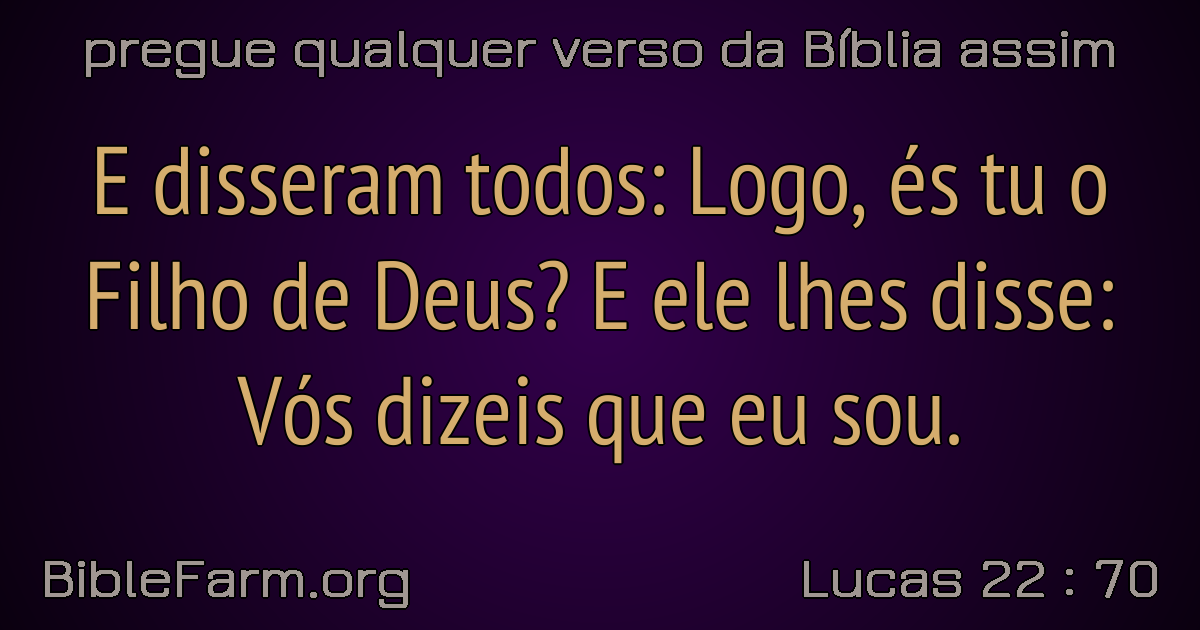 pregue qualquer verso da Bíblia assim
E disseram todos: Logo, és tu o
Filho de Deus? E ele lhes disse:
Vós dizeis que eu sou.
BibleFarm.org
Lucas 22 : 70